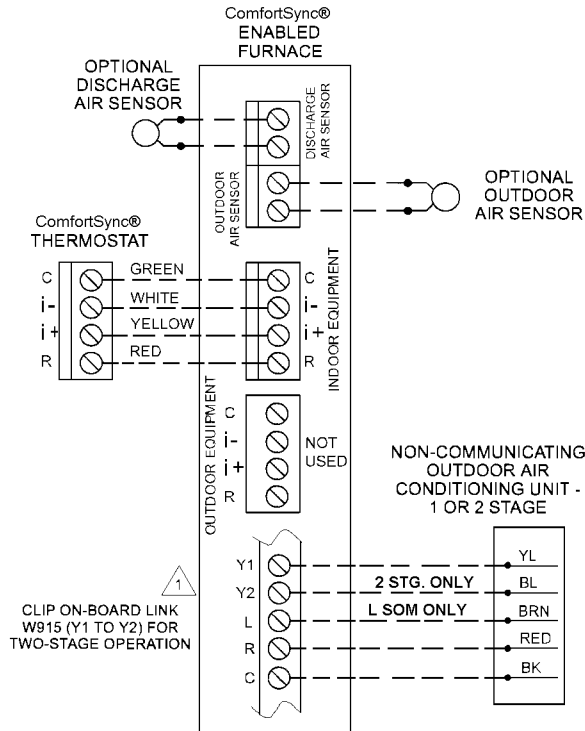 ComfortSync®
ENABLED
FURNACE
OPTIONAL
DISCHARGE
AIR SENSOR
DISCHARGE
AIR SENSOR
OUTDOOR
AIR SENSOR
OPTIONAL
OUTDOOR
AIR SENSOR
ComfortSync®
THERMOSTAT
C GREEN C
i- WHITE i-
i+ YELLOW i+
R RED R
INDOOR EQUIPMENT
OUTDOOR EQUIPMENT
C
i-
i+
R
NOT
USED
NON-COMMUNICATING
OUTDOOR AIR
CONDITIONING UNIT -
1 OR 2 STAGE
Y1 YL
Y2 2 STG. ONLY BL
L L SOM ONLY BRN
R RED
C BK
1
CLIP ON-BOARD LINK
W915 (Y1 TO Y2) FOR
TWO-STAGE OPERATION